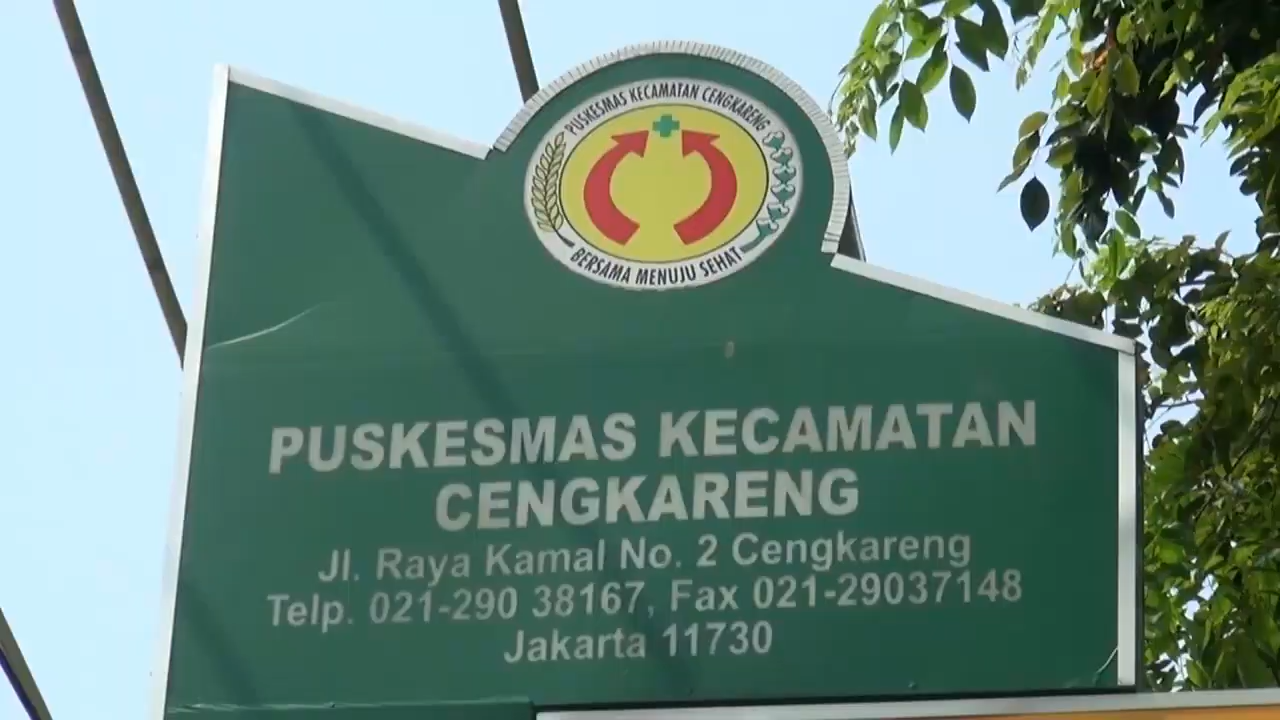 PUSKESMAS KECAMATAN CENGKARENG
BERSAMA MENUJU SEHAT
PUSKESMAS KECAMATAN
CENGKARENG
Jl. Raya Kamal No. 2 Cengkareng
Telp. 021-290 38167, Fax 021-29037148
Jakarta 11730